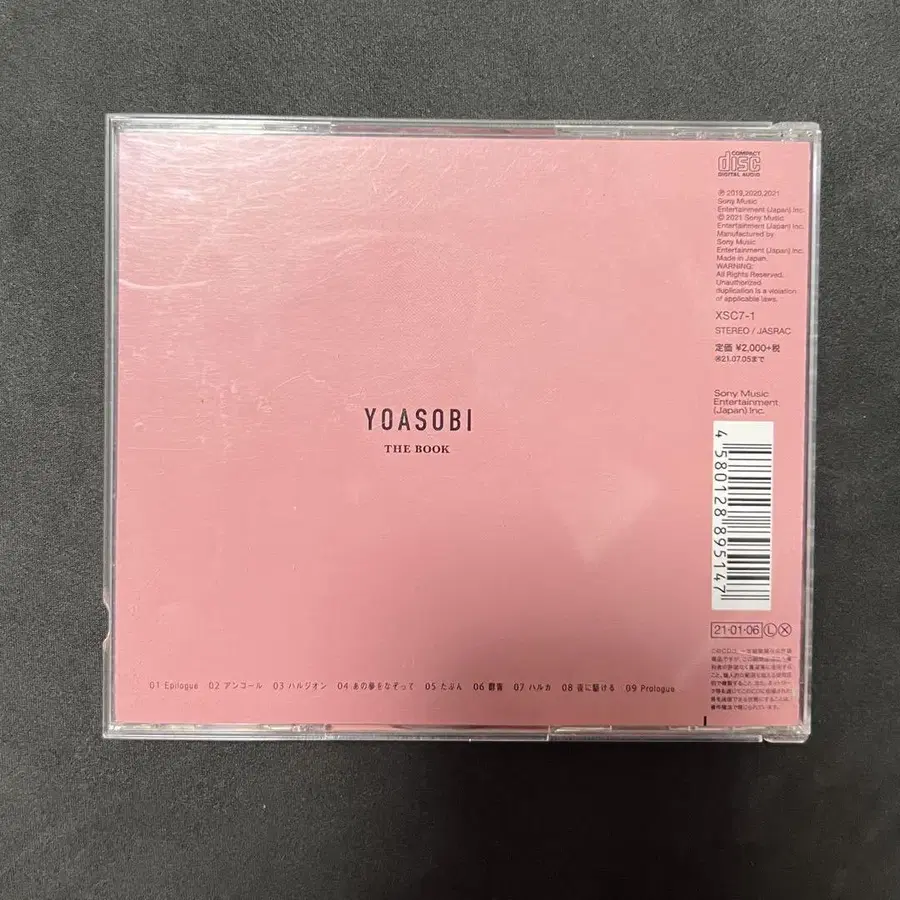 COMPACT
disc
DIGITAL AUDIO
℗ 2019,2020,2021
Sony Music
Entertainment (Japan) Inc.
© 2021 Sony Music
Entertainment (Japan) Inc.
Manufactured by
Sony Music
Entertainment (Japan) Inc.
Made in Japan.
WARNING:
All Rights Reserved.
Unauthorized
duplication is a violation
of applicable laws.
XSC7-1
STEREO / JASRAC
定価 ¥2,000+税
※21.07.05まで
Sony Music
Entertainment
(Japan) Inc.
4 580128 895147
21・01・06 Ⓛ Ⓧ
YOASOBI
THE BOOK
01 Epilogue 02 アンコール 03 ハルジオン 04 あの夢をなぞって 05 たぶん 06 群青 07 ハルカ 08 夜に駆ける 09 Prologue